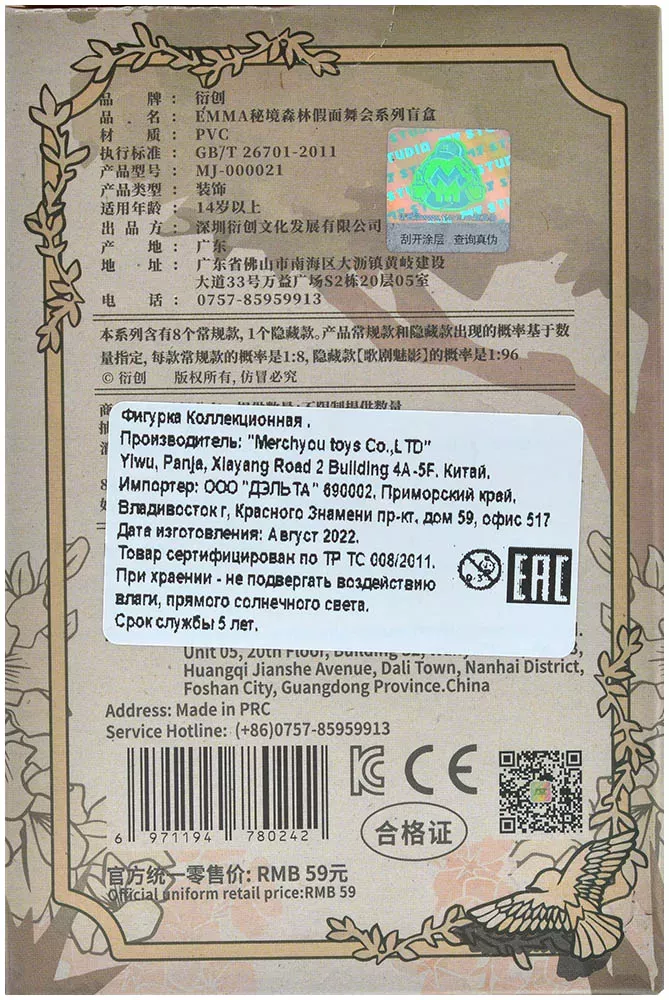 品 牌 ： 衍创
品 名 ： EMMA秘境森林假面舞会系列盲盒
材 质 ： PVC
执行标准 ： GB/T 26701-2011
产品型号 ： MJ-000021
产品类型 ： 装饰
适用年龄 ： 14岁以上
出 品 方 ： 深圳衍创文化发展有限公司
产 地 ： 广东
地 址 ： 广东省佛山市南海区大沥镇黄岐建设
大道33号万益广场S2栋20层05室
电 话 ： 0757-85959913
刮开涂层 查询真伪
本系列含有8个常规款，1个隐藏款。产品常规款和隐藏款出现的概率基于数
量指定，每款常规款的概率是1:8，隐藏款【歌剧魅影】的概率是1:96
© 衍创 版权所有，仿冒必究
Фигурка Коллекционная .
Производитель: "Merchyou toys Co.,LTD"
Yiwu, Panja, Xiayang Road 2 Building 4A-5F. Китай.
Импортер: ООО "ДЭЛЬТА" 690002, Приморский край,
Владивосток г, Красного Знамени пр-кт, дом 59, офис 517
Дата изготовления: Август 2022.
Товар сертифицирован по ТР ТС 008/2011.
При храении - не подвергать воздействию
влаги, прямого солнечного света.
Срок службы 5 лет.
0-3
EAC
Unit 05, 20th Floor, Building
Huangqi Jianshe Avenue, Dali Town, Nanhai District,
Foshan City, Guangdong Province.China
Address: Made in PRC
Service Hotline: (+86)0757-85959913
6 971194 780242
CE
合格证
官方统一零售价: RMB 59元
Official uniform retail price:RMB 59